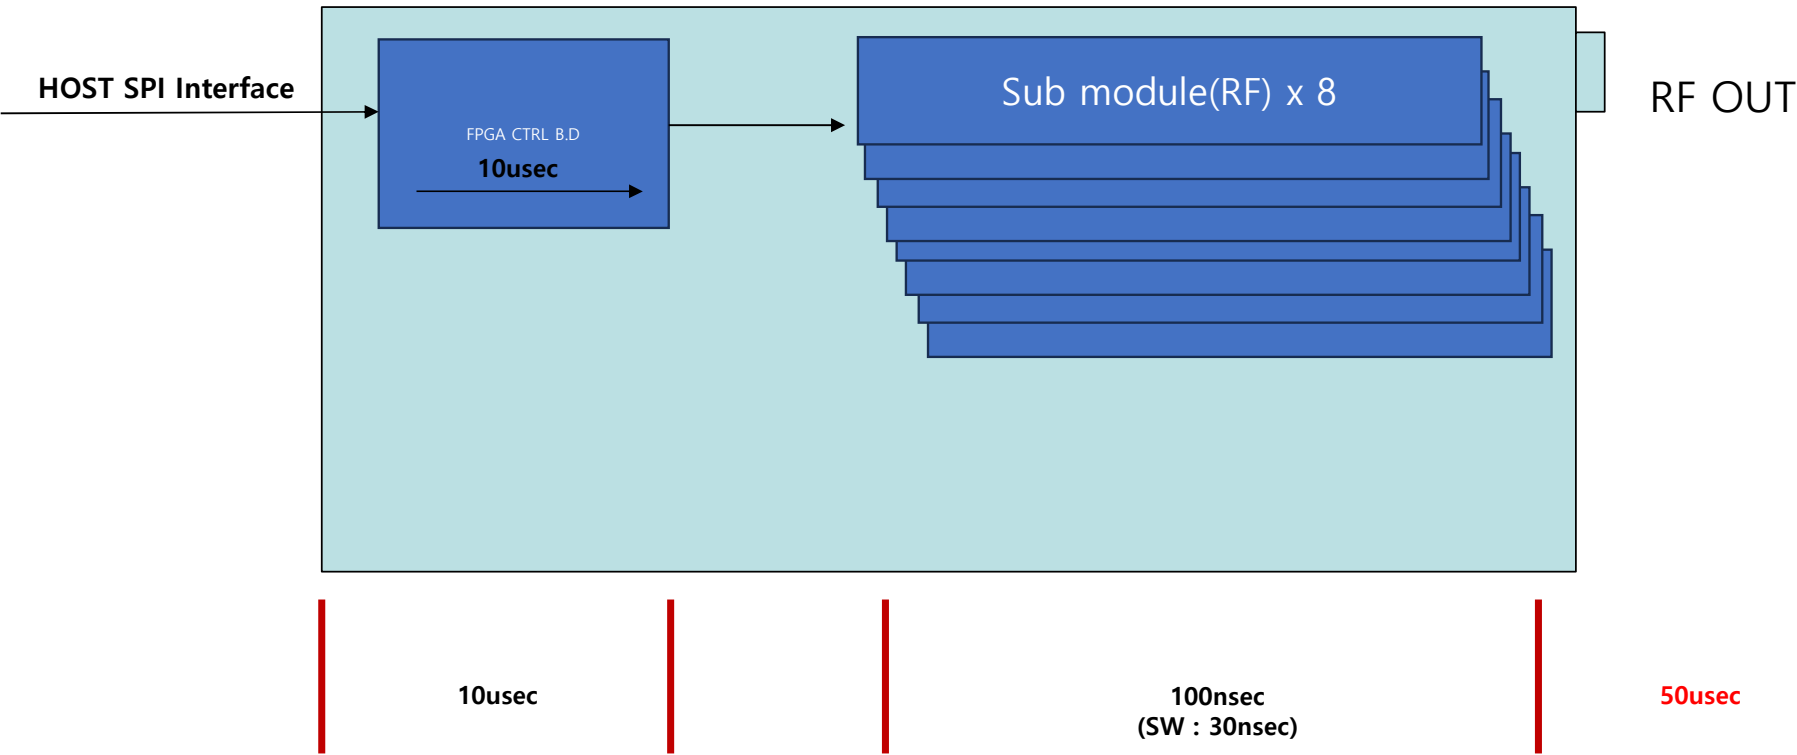 HOST SPI Interface
FPGA CTRL B.D
10usec
Sub module(RF) x 8
RF OUT
10usec
100nsec
(SW : 30nsec)
50usec